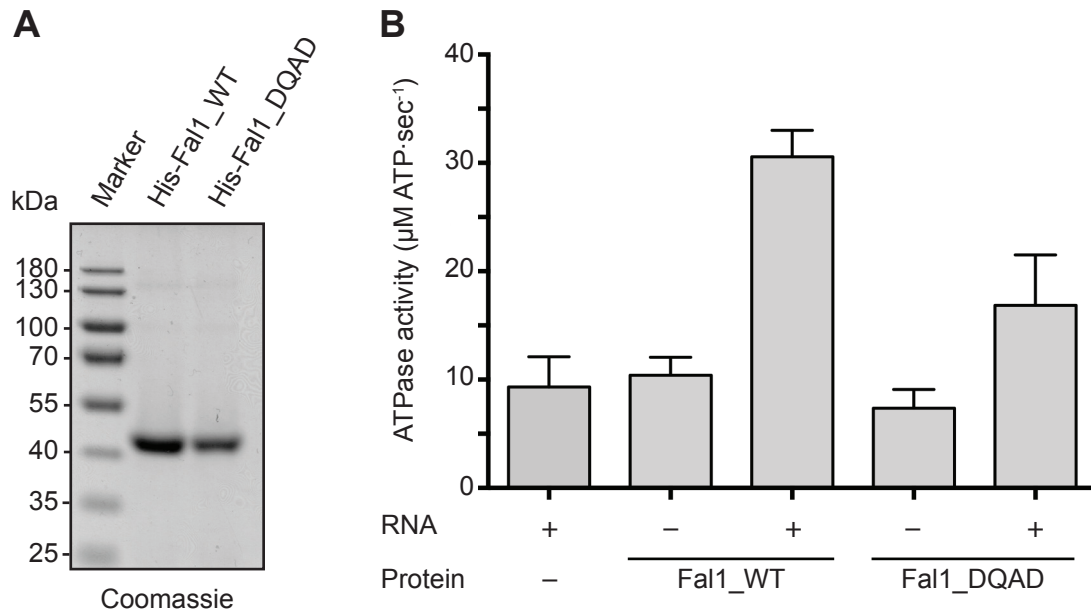 A
kDa
Marker
His-Fal1_WT
His-Fal1_DQAD
180
130
100
70
55
40
35
25
Coomassie
B
ATPase activity (µM ATP·sec⁻¹)
40
30
20
10
0
RNA + – + – +
Protein – Fal1_WT Fal1_DQAD